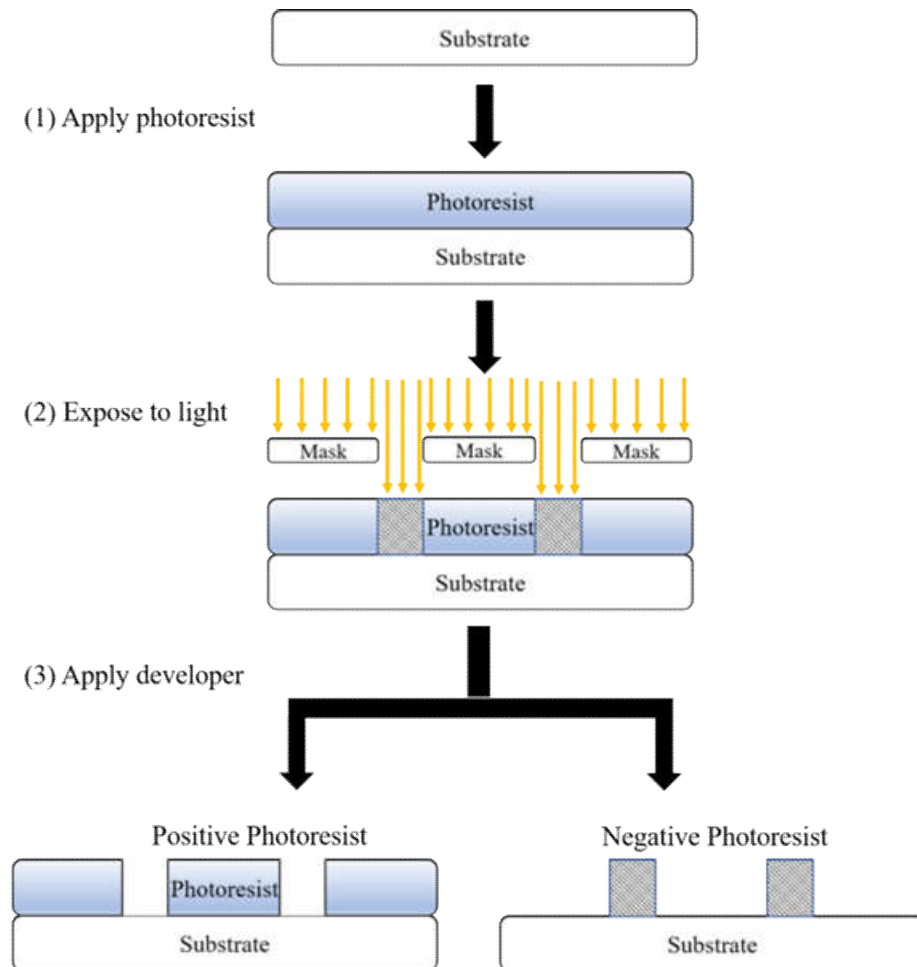 Substrate
(1) Apply photoresist
Photoresist
Substrate
(2) Expose to light
Mask Mask Mask
Photoresist
Substrate
(3) Apply developer
Positive Photoresist
Negative Photoresist
Photoresist
Substrate
Substrate